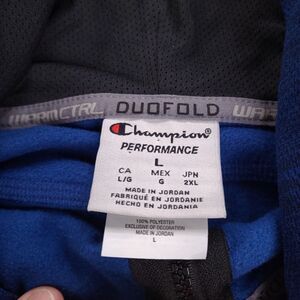 WARMCTRL DUOFOLD WARM
Champion®
PERFORMANCE
L
CA MEX JPN
L/G G 2XL
MADE IN JORDAN
FABRIQUÉ EN JORDANIE
HECHO EN JORDANIA
100% POLYESTER
EXCLUSIVE OF DECORATION
MADE IN JORDAN
L